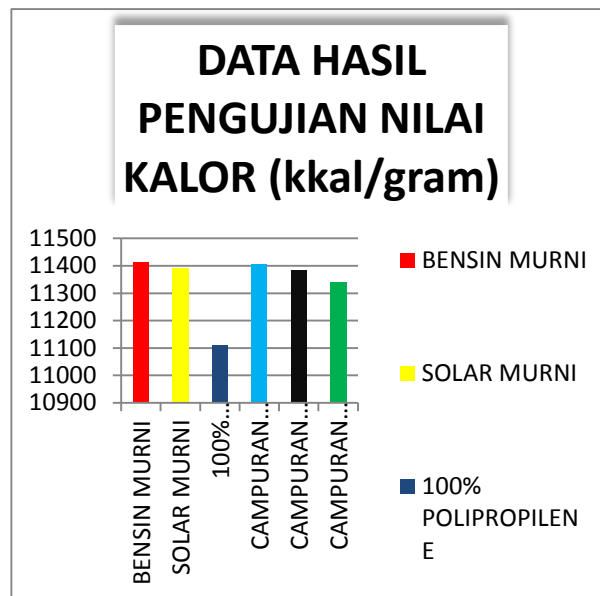 DATA HASIL
PENGUJIAN NILAI
KALOR (kkal/gram)
11500
11400
11300
11200
11100
11000
10900
BENSIN MURNI
SOLAR MURNI
100%...
CAMPURAN...
CAMPURAN...
CAMPURAN...
BENSIN MURNI
SOLAR MURNI
100%
POLIPROPILEN
E